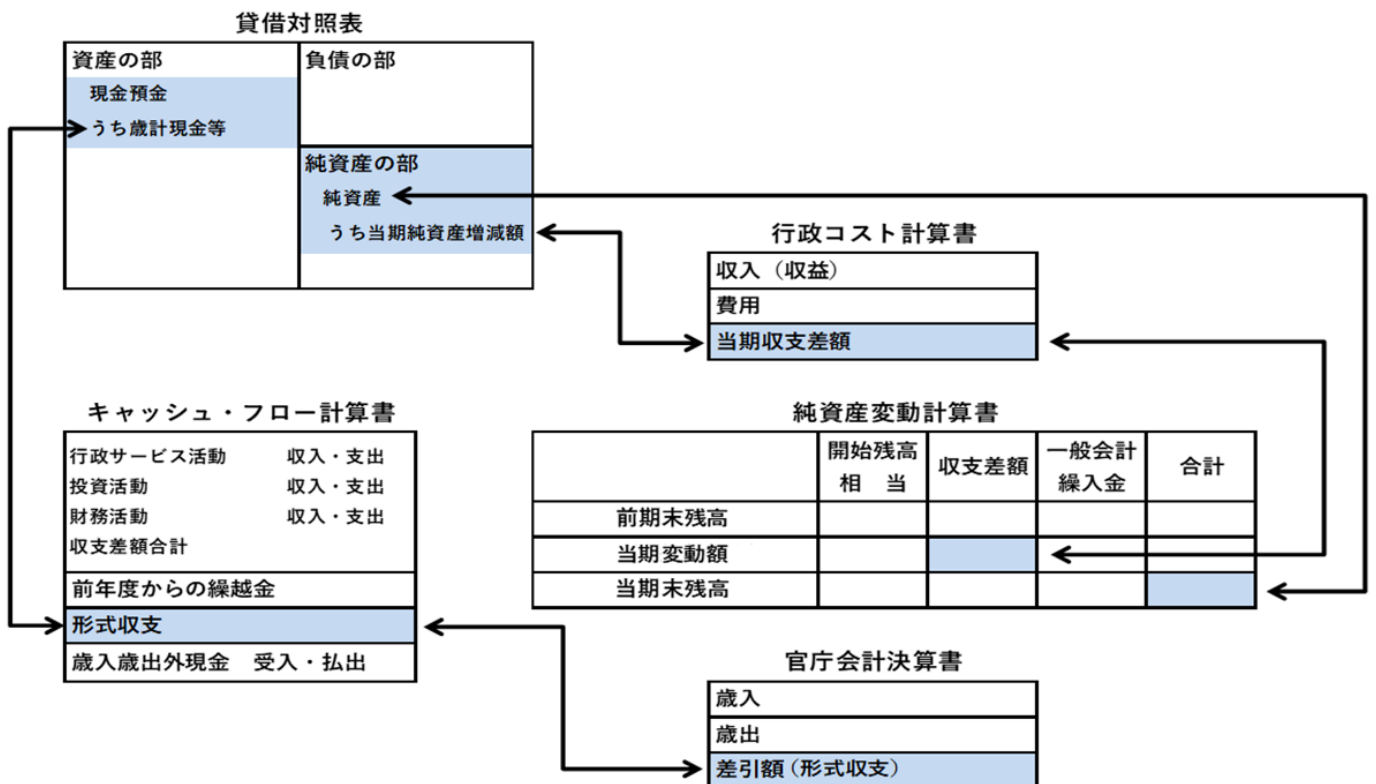 貸借対照表
資産の部
現金預金
うち歳計現金等
負債の部
純資産の部
純資産
うち当期純資産増減額
行政コスト計算書
収入（収益）
費用
当期収支差額
キャッシュ・フロー計算書
行政サービス活動　収入・支出
投資活動　収入・支出
財務活動　収入・支出
収支差額合計
前年度からの繰越金
形式収支
歳入歳出外現金　受入・払出
純資産変動計算書
開始残高
相　当
収支差額
一般会計
繰入金
合計
前期末残高
当期変動額
当期末残高
官庁会計決算書
歳入
歳出
差引額（形式収支）